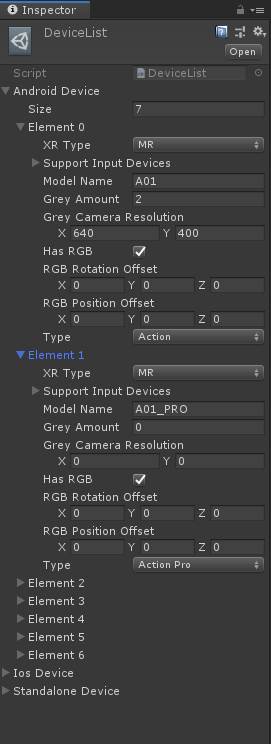 Inspector
DeviceList
Open
Script DeviceList
Android Device
Size 7
Element 0
XR Type MR
Support Input Devices
Model Name A01
Grey Amount 2
Grey Camera Resolution
X 640 Y 400
Has RGB
RGB Rotation Offset
X 0 Y 0 Z 0
RGB Position Offset
X 0 Y 0 Z 0
Type Action
Element 1
XR Type MR
Support Input Devices
Model Name A01_PRO
Grey Amount 0
Grey Camera Resolution
X 0 Y 0
Has RGB
RGB Rotation Offset
X 0 Y 0 Z 0
RGB Position Offset
X 0 Y 0 Z 0
Type Action Pro
Element 2
Element 3
Element 4
Element 5
Element 6
Ios Device
Standalone Device